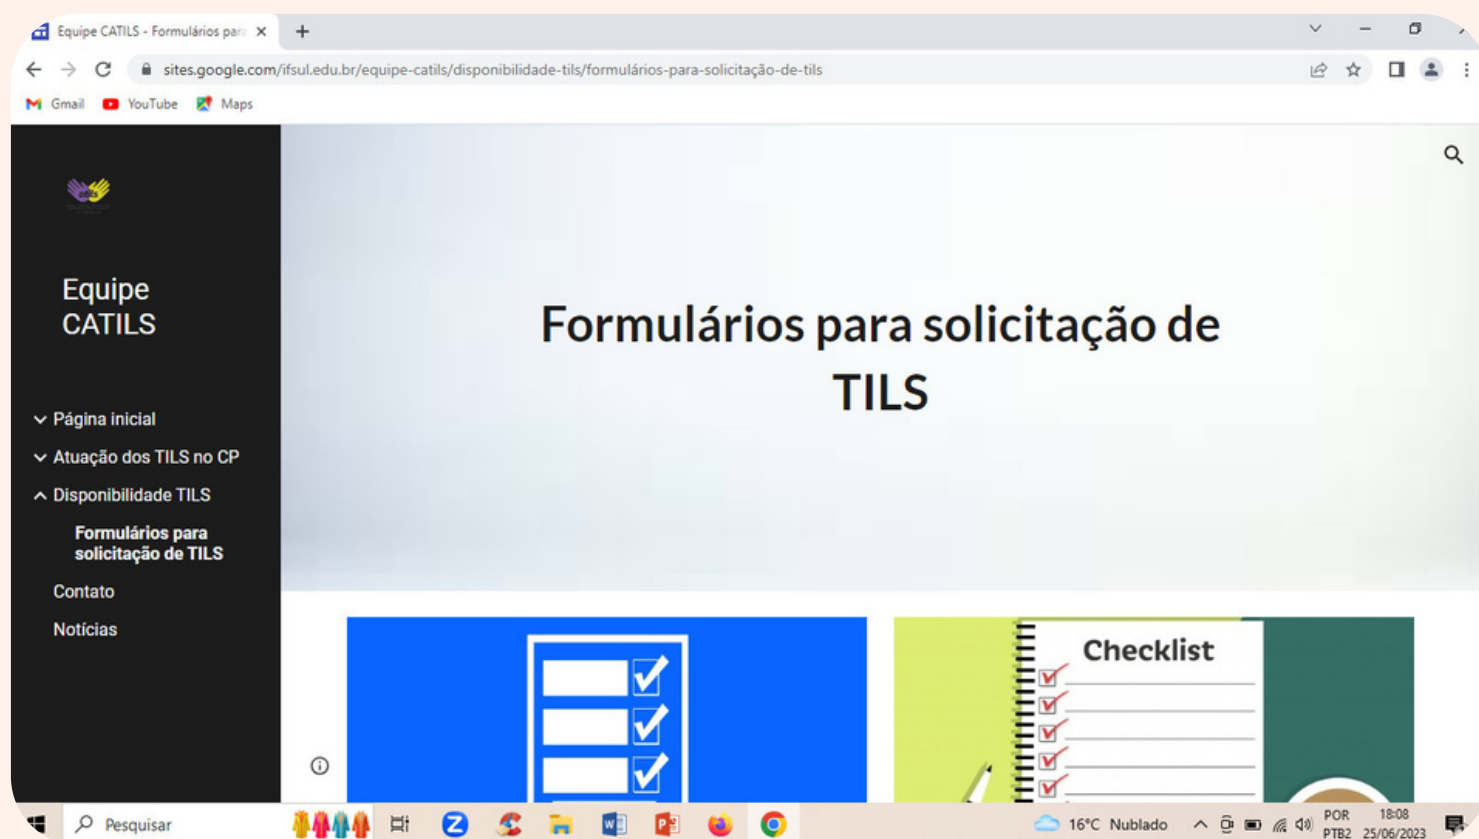 Equipe CATILS - Formulários para
sites.google.com/ifsul.edu.br/equipe-catils/disponibilidade-tils/formulários-para-solicitação-de-tils
Gmail YouTube Maps
Equipe
CATILS
Página inicial
Atuação dos TILS no CP
Disponibilidade TILS
Formulários para
solicitação de TILS
Contato
Notícias
Formulários para solicitação de
TILS
Checklist
Pesquisar
16°C Nublado
POR
PTB2
18:08
25/06/2023